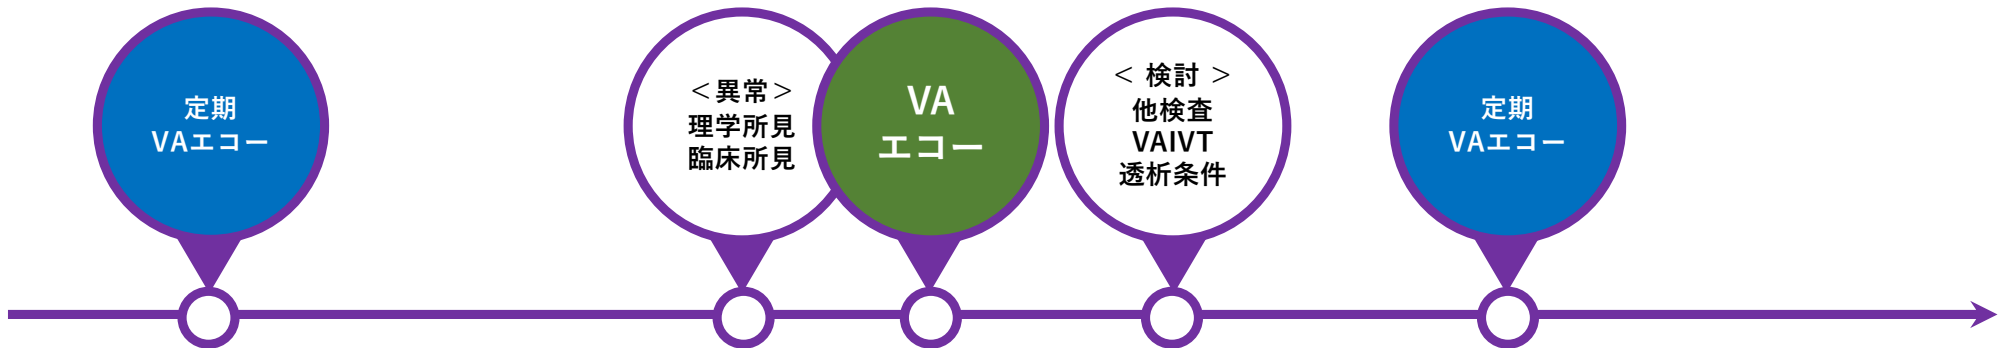 定期
VAエコー
＜異常＞
理学所見
臨床所見
VA
エコー
＜ 検討 ＞
他検査
VAIVT
透析条件
定期
VAエコー